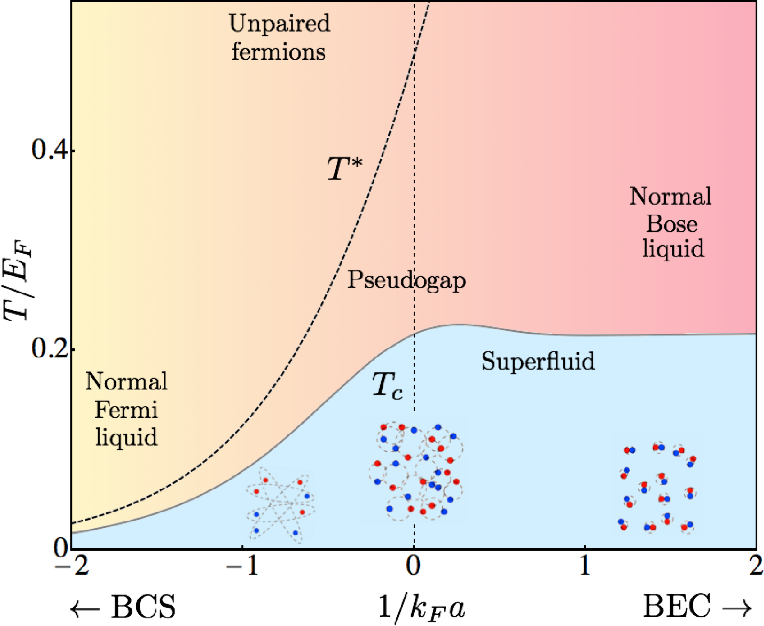 Unpaired
fermions
0.4
T*
Normal
Bose
liquid
T/E_F
Pseudogap
0.2
Superfluid
Normal
Fermi
liquid
T_c
0
−2 −1 0 1 2
← BCS 1/k_F a BEC →